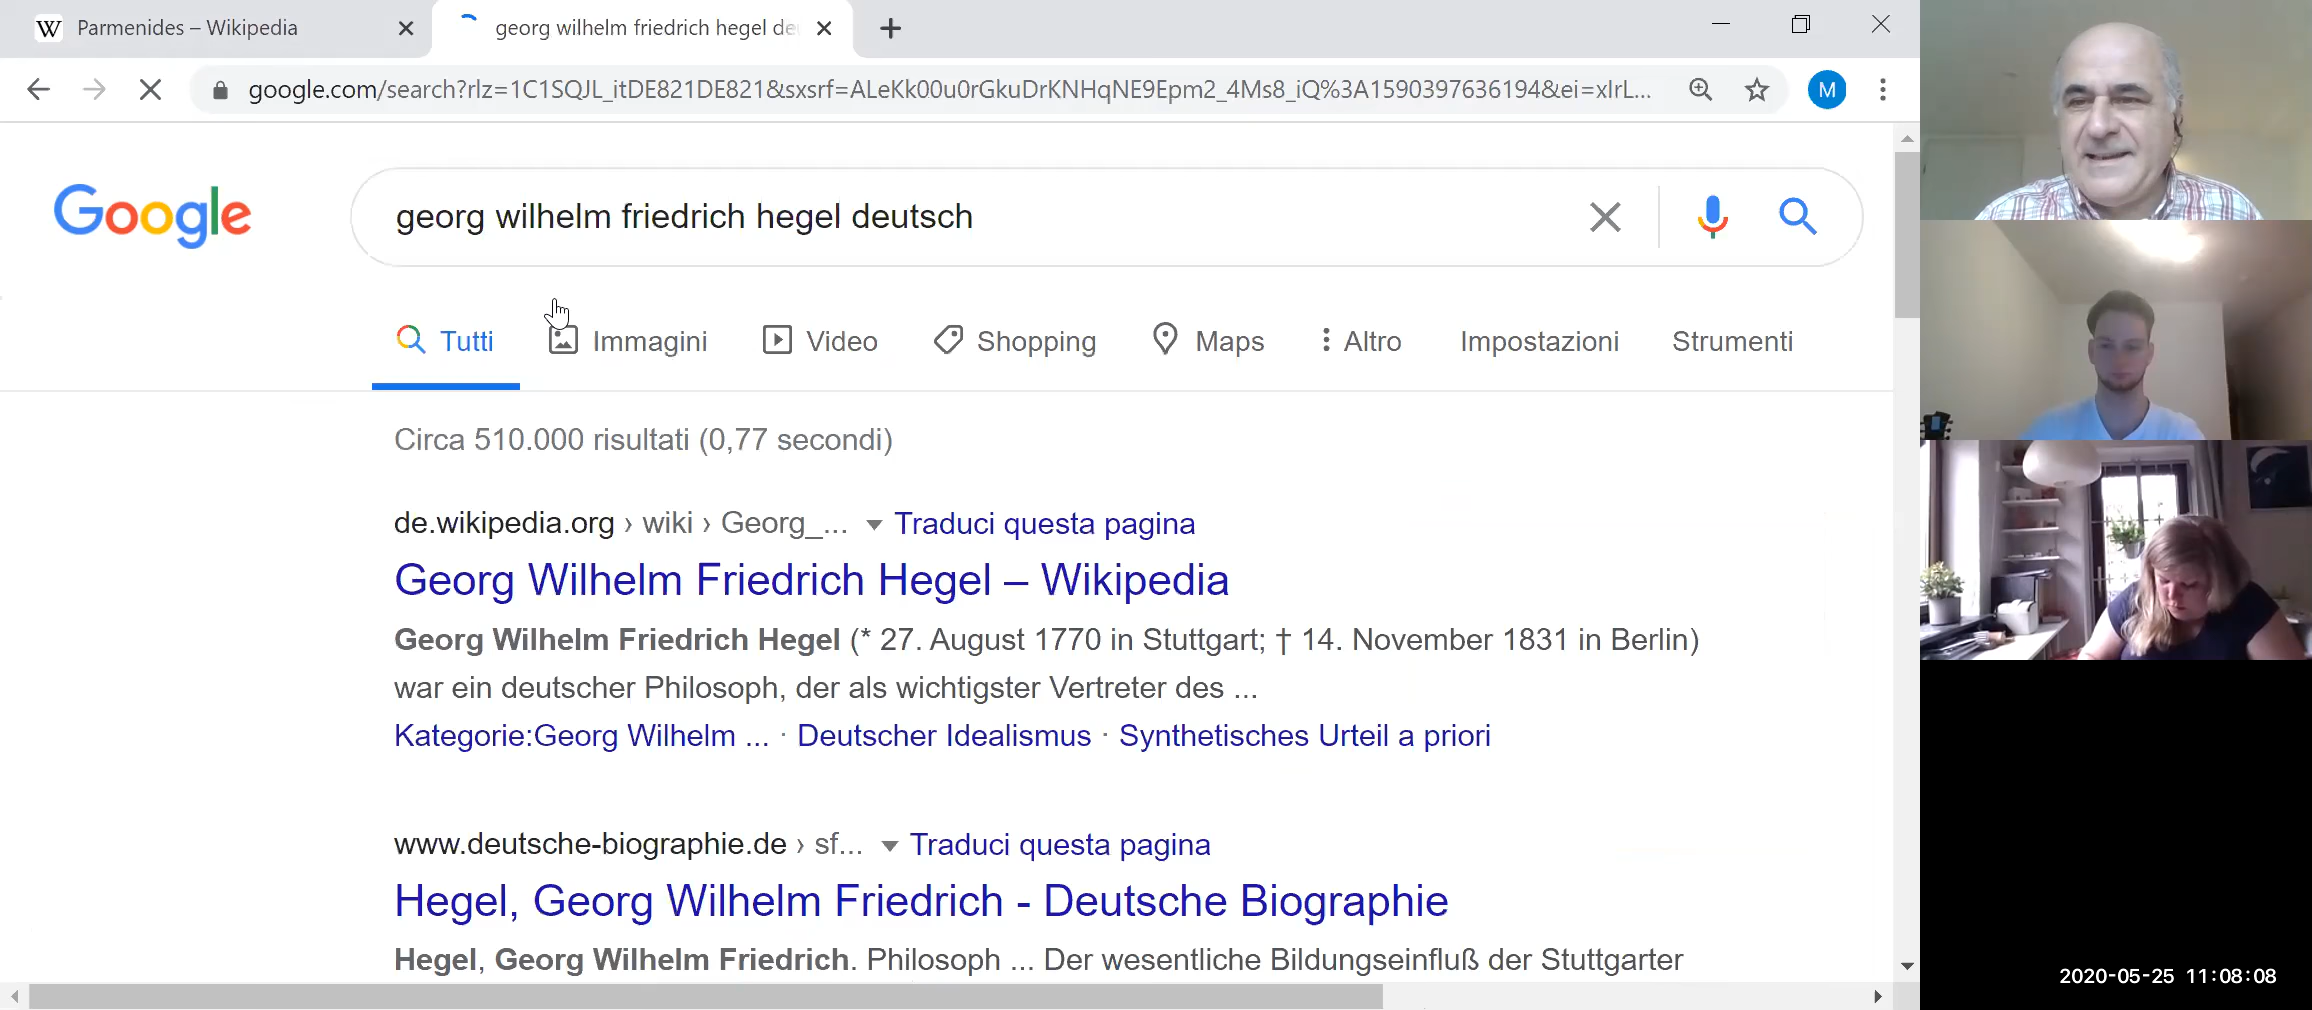 Parmenides – Wikipedia
georg wilhelm friedrich hegel de
google.com/search?rlz=1C1SQJL_itDE821DE821&sxsrf=ALeKk00u0rGkuDrKNHqNE9Epm2_4Ms8_iQ%3A1590397636194&ei=xIrL...
M
Google
georg wilhelm friedrich hegel deutsch
Tutti Immagini Video Shopping Maps Altro Impostazioni Strumenti
Circa 510.000 risultati (0,77 secondi)
de.wikipedia.org › wiki › Georg_... Traduci questa pagina
Georg Wilhelm Friedrich Hegel – Wikipedia
Georg Wilhelm Friedrich Hegel (* 27. August 1770 in Stuttgart; † 14. November 1831 in Berlin)
war ein deutscher Philosoph, der als wichtigster Vertreter des ...
Kategorie:Georg Wilhelm ... · Deutscher Idealismus · Synthetisches Urteil a priori
www.deutsche-biographie.de › sf... Traduci questa pagina
Hegel, Georg Wilhelm Friedrich - Deutsche Biographie
Hegel, Georg Wilhelm Friedrich. Philosoph ... Der wesentliche Bildungseinfluß der Stuttgarter
2020-05-25 11:08:08